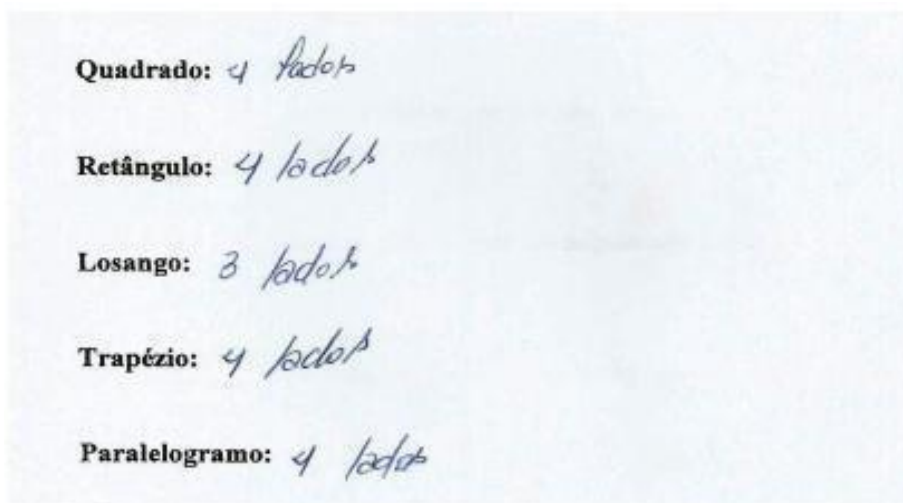 Quadrado: 4 lados
Retângulo: 4 lados
Losango: 3 lados
Trapézio: 4 lados
Paralelogramo: 4 lados